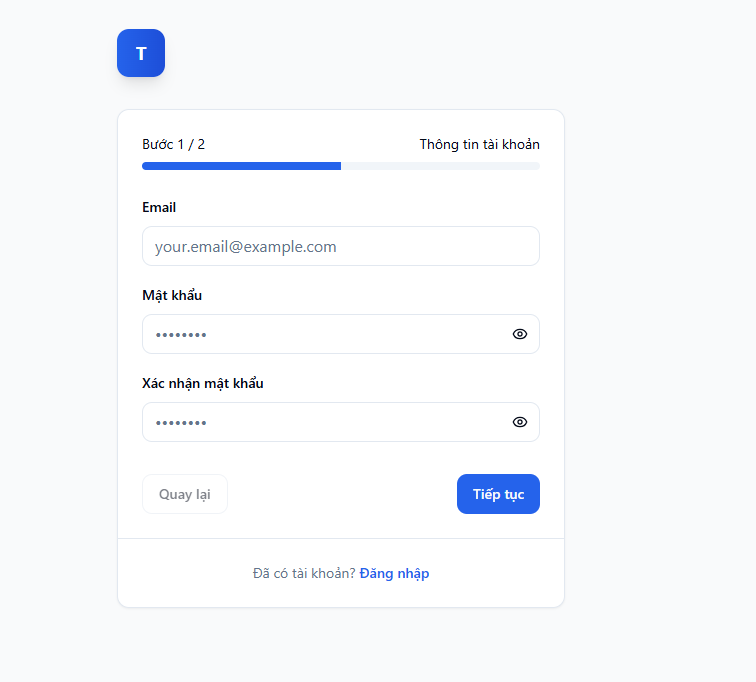 T
Bước 1 / 2 Thông tin tài khoản
Email
your.email@example.com
Mật khẩu
••••••••
Xác nhận mật khẩu
••••••••
Quay lại Tiếp tục
Đã có tài khoản? Đăng nhập